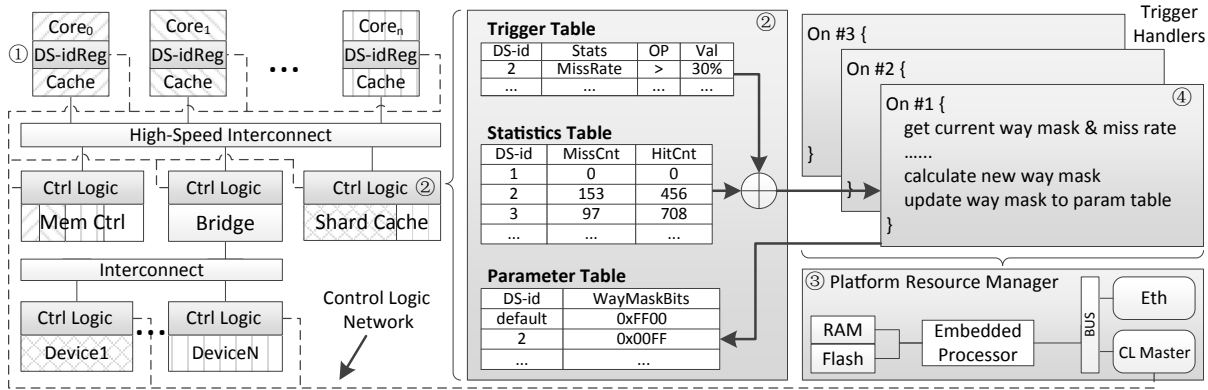 Core0 Core1 Coren
① DS-idReg DS-idReg ... DS-idReg
Cache Cache Cache
High-Speed Interconnect
Ctrl Logic Ctrl Logic Ctrl Logic ②
Mem Ctrl Bridge Shard Cache
Interconnect
Ctrl Logic ... Ctrl Logic
Device1 DeviceN
Control Logic
Network
②
Trigger Table
DS-id Stats OP Val
2 MissRate > 30%
... ... ... ...
Statistics Table
DS-id MissCnt HitCnt
1 0 0
2 153 456
3 97 708
... ... ...
Parameter Table
DS-id WayMaskBits
default 0xFF00
2 0x00FF
... ...
Trigger
Handlers
On #3 {
}
On #2 {
}
④
On #1 {
get current way mask & miss rate
......
calculate new way mask
update way mask to param table
}
③ Platform Resource Manager
RAM
Flash
Embedded
Processor
BUS
Eth
CL Master